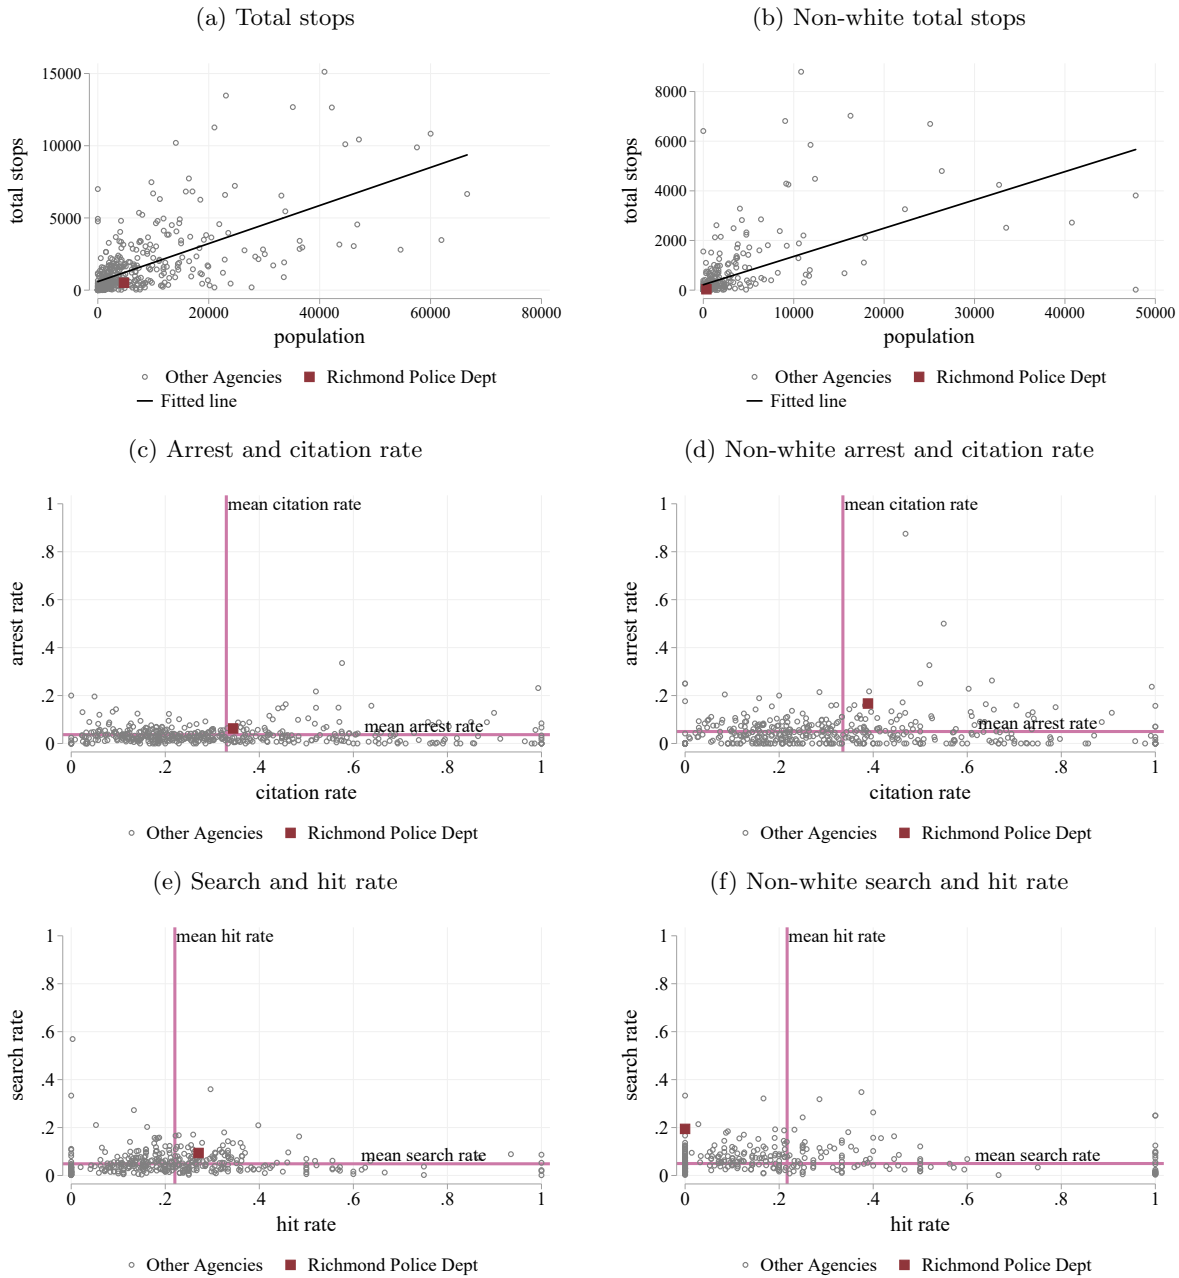 (a) Total stops
(b) Non-white total stops
15000
10000
5000
0
total stops
0 20000 40000 60000 80000
population
Other Agencies Richmond Police Dept
Fitted line
8000
6000
4000
2000
0
total stops
0 10000 20000 30000 40000 50000
population
Other Agencies Richmond Police Dept
Fitted line
(c) Arrest and citation rate
(d) Non-white arrest and citation rate
1
.8
.6
.4
.2
0
arrest rate
mean citation rate
mean arrest rate
0 .2 .4 .6 .8 1
citation rate
Other Agencies Richmond Police Dept
1
.8
.6
.4
.2
0
arrest rate
mean citation rate
mean arrest rate
0 .2 .4 .6 .8 1
citation rate
Other Agencies Richmond Police Dept
(e) Search and hit rate
(f) Non-white search and hit rate
1
.8
.6
.4
.2
0
search rate
mean hit rate
mean search rate
0 .2 .4 .6 .8 1
hit rate
Other Agencies Richmond Police Dept
1
.8
.6
.4
.2
0
search rate
mean hit rate
mean search rate
0 .2 .4 .6 .8 1
hit rate
Other Agencies Richmond Police Dept